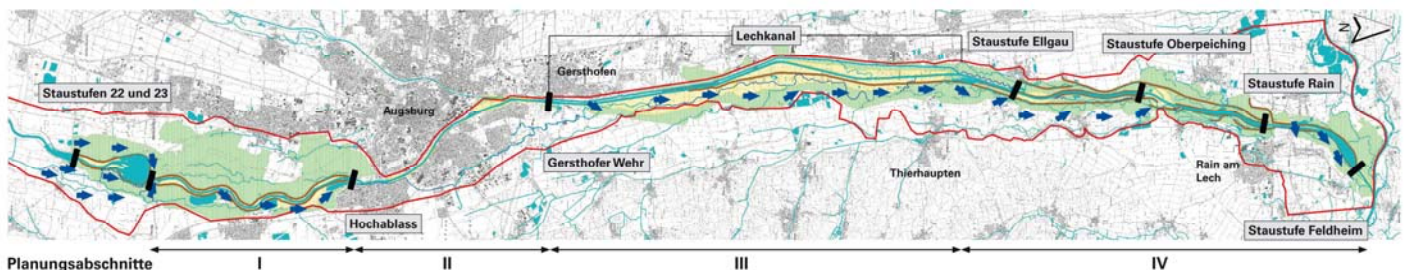 Lechkanal
Staustufe Ellgau
Staustufe Oberpeiching
N
Gersthofen
Staustufe Rain
Staustufen 22 und 23
Augsburg
Gersthofer Wehr
Thierhaupten
Rain am
Lech
Hochablass
Staustufe Feldheim
Planungsabschnitte
I
II
III
IV